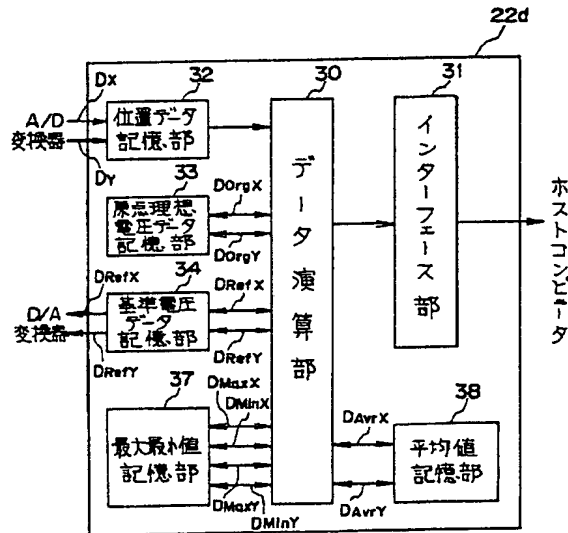 22d
Dx
A/D
変換器
DY
32
位置データ
記憶部
33
原点理想
電圧データ
記憶部
DOrgX
DOrgY
DRefX
D/A
変換器
DRefY
34
基準電圧
データ
記憶部
DRefX
DRefY
37
最大最小値
記憶部
DMaxX
DMinX
DMaxY
DMinY
30
データ演算部
31
インターフェース部
DAvrX
DAvrY
38
平均値
記憶部
ホストコンピュータ